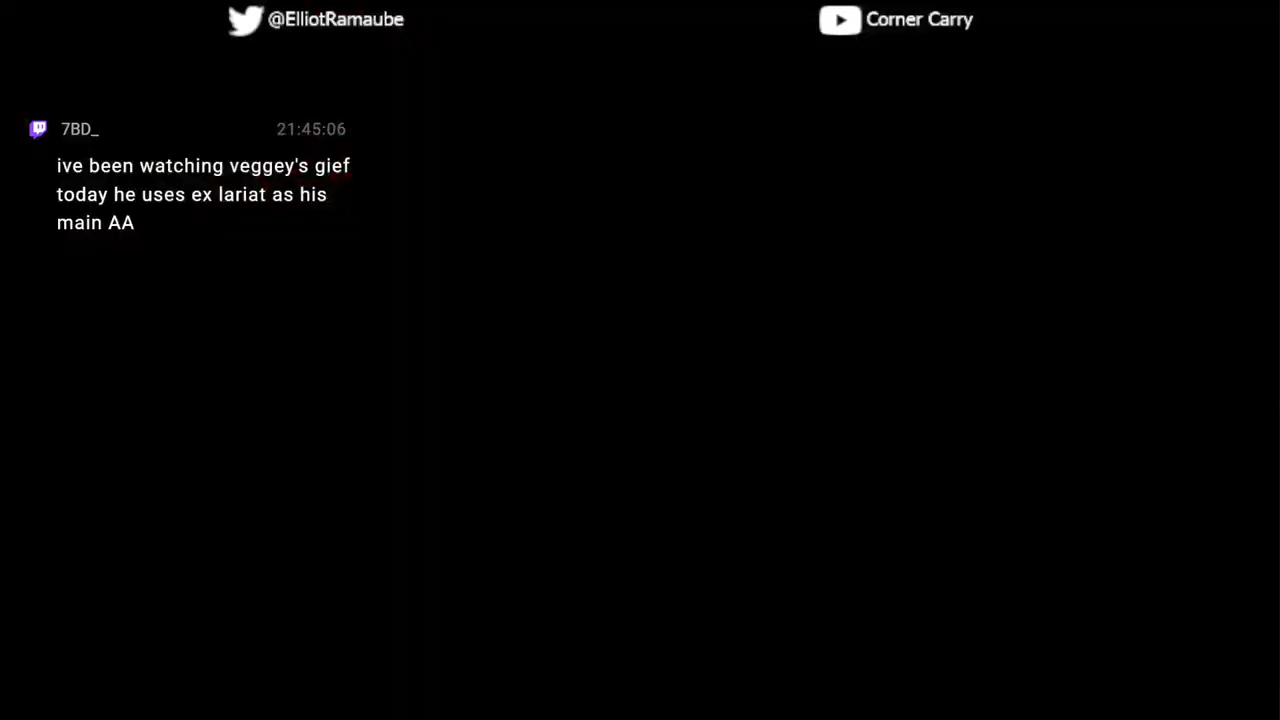 @ElliotRamaube
Corner Carry
7BD_ 21:45:06
ive been watching veggey's gief
today he uses ex lariat as his
main AA